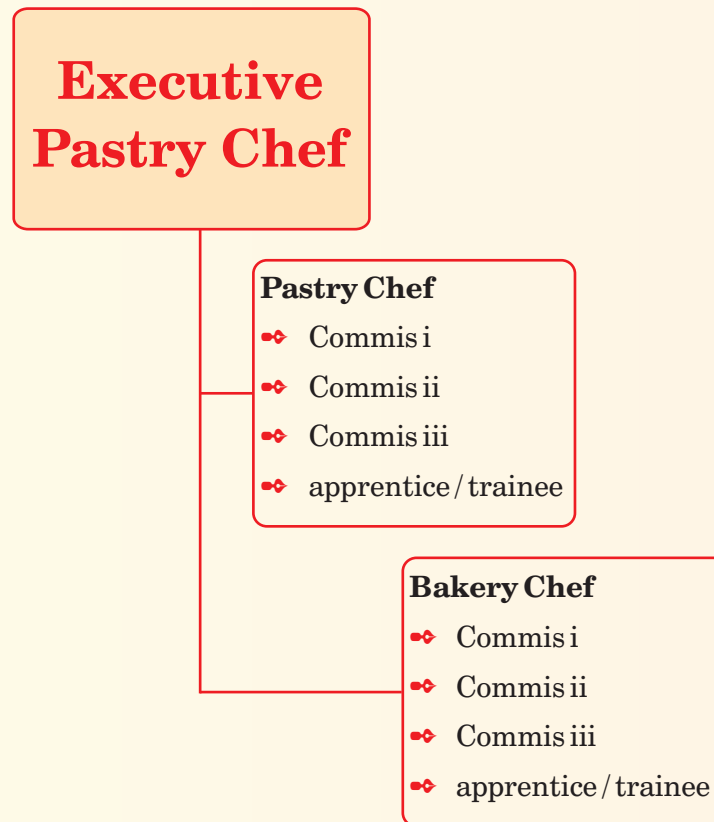 Executive
Pastry Chef
Pastry Chef
Commis i
Commis ii
Commis iii
apprentice / trainee
Bakery Chef
Commis i
Commis ii
Commis iii
apprentice / trainee